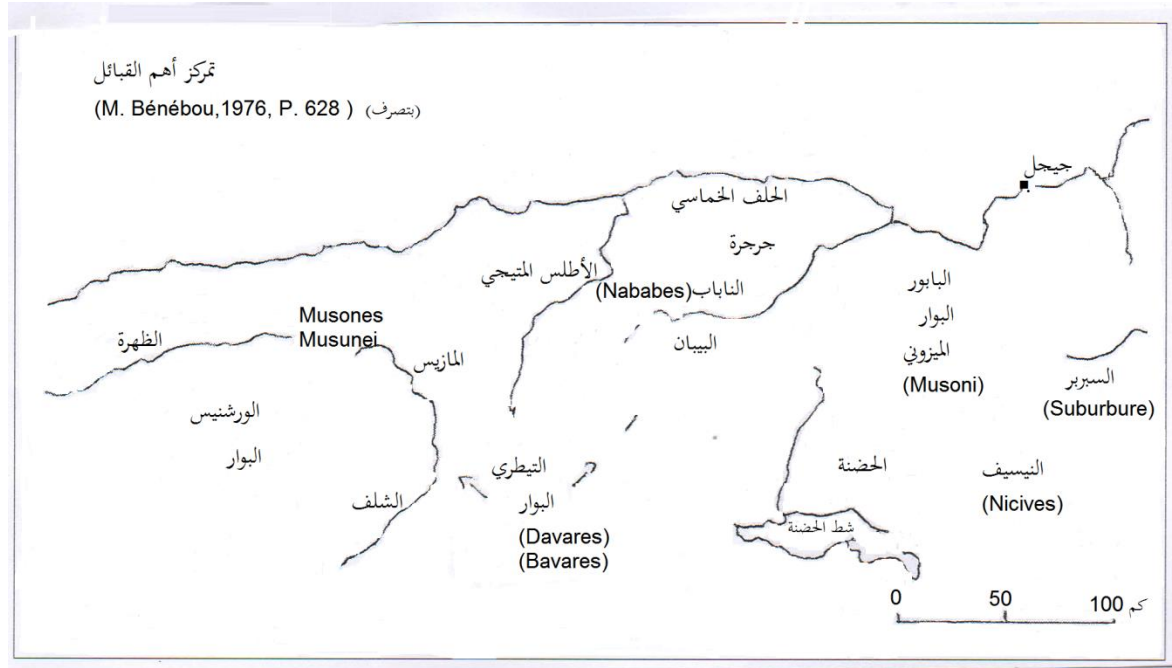 تمركز أهم القبائل
(M. Bénébou,1976, P. 628 ) (بتصرف)
جيجل
الحلف الخماسي
جرجرة
الأطلس المتيجي
الناباب(Nababes)
البابور
البوار
الميزوني
(Musoni)
Musones
Musunei
الظهرة
المازيس
البيبان
السبربر
(Suburbure)
الورشنيس
البوار
التيطري
البوار
(Davares)
(Bavares)
الشلف
الحضنة
النيسيف
(Nicives)
شط الحضنة
0 50 100 كم